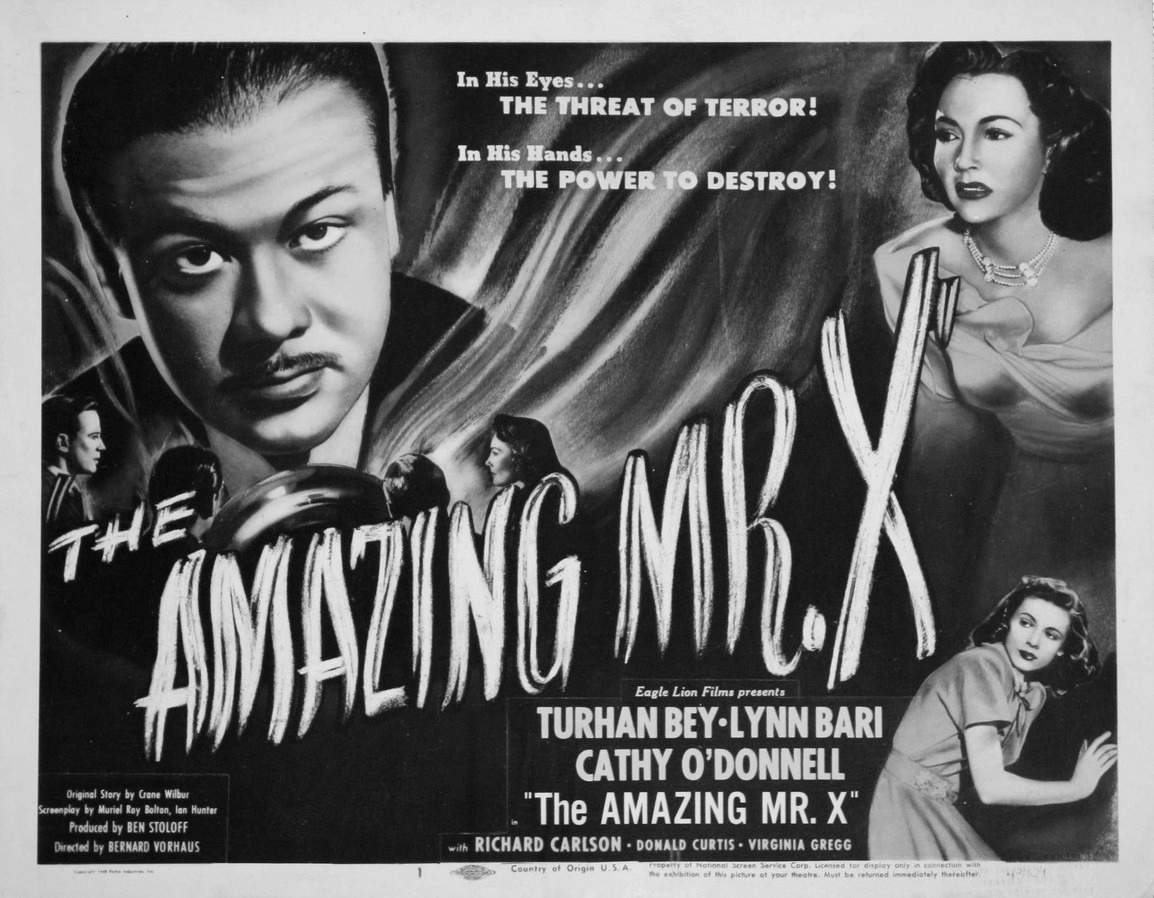 In His Eyes...
THE THREAT OF TERROR!
In His Hands...
THE POWER TO DESTROY!
THE
AMAZING MR. X
Eagle Lion Films presents
TURHAN BEY·LYNN BARI
CATHY O'DONNELL
in "The AMAZING MR. X"
with RICHARD CARLSON · DONALD CURTIS · VIRGINIA GREGG
Original Story by Crane Wilbur
Screenplay by Muriel Roy Bolton, Ian Hunter
Produced by BEN STOLOFF
Directed by BERNARD VORHAUS
1
Country of Origin U.S.A.
Property of National Screen Service Corp. Licensed for display only in connection with
the exhibition of this picture at your theatre. Must be returned immediately thereafter.